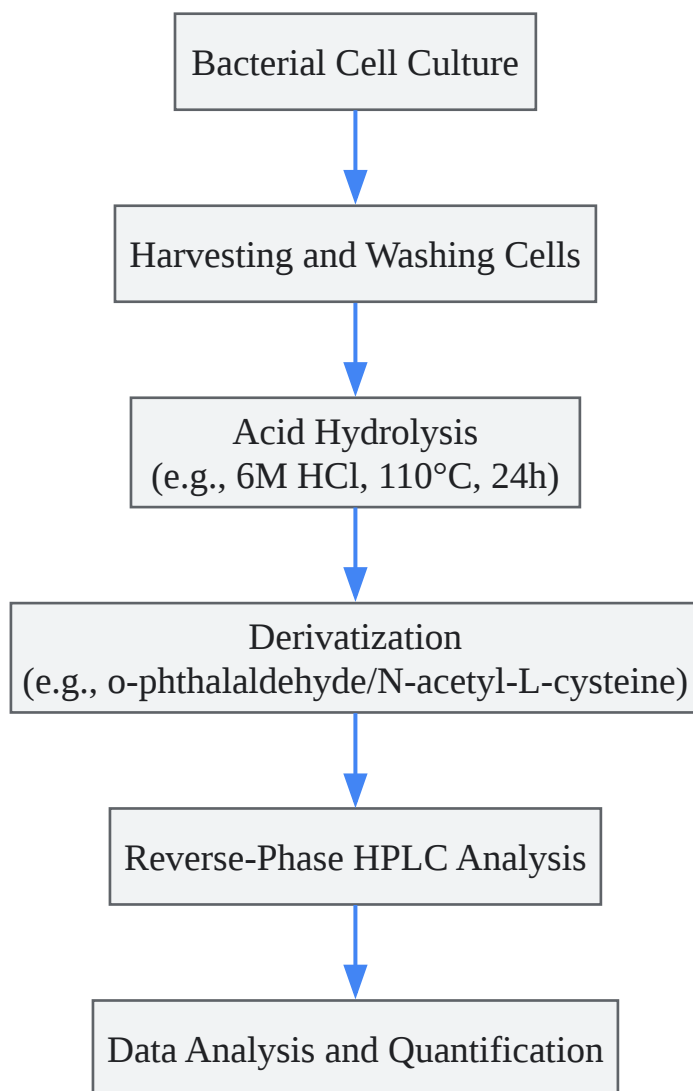 Bacterial Cell Culture
Harvesting and Washing Cells
Acid Hydrolysis
(e.g., 6M HCl, 110°C, 24h)
Derivatization
(e.g., o-phthalaldehyde/N-acetyl-L-cysteine)
Reverse-Phase HPLC Analysis
Data Analysis and Quantification